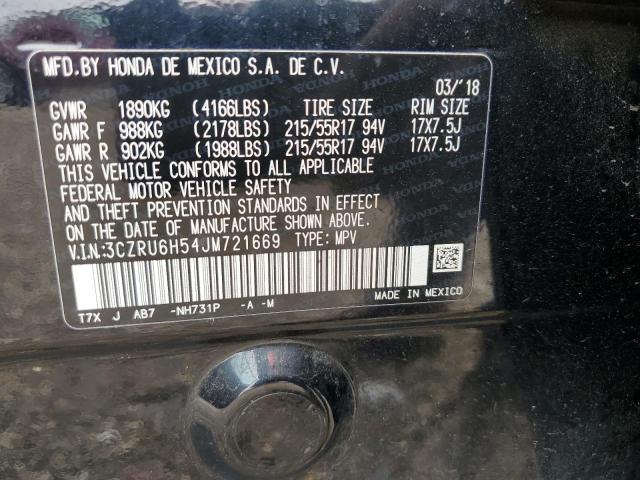 MFD.BY HONDA DE MEXICO S.A. DE C.V.
03/'18
GVWR 1890KG (4166LBS) TIRE SIZE RIM SIZE
GAWR F 988KG (2178LBS) 215/55R17 94V 17X7.5J
GAWR R 902KG (1988LBS) 215/55R17 94V 17X7.5J
THIS VEHICLE CONFORMS TO ALL APPLICABLE
FEDERAL MOTOR VEHICLE SAFETY
AND THEFT PREVENTION STANDARDS IN EFFECT
ON THE DATE OF MANUFACTURE SHOWN ABOVE.
V.I.N:3CZRU6H54JM721669 TYPE: MPV
T7X J AB7 -NH731P -A -M
MADE IN MEXICO